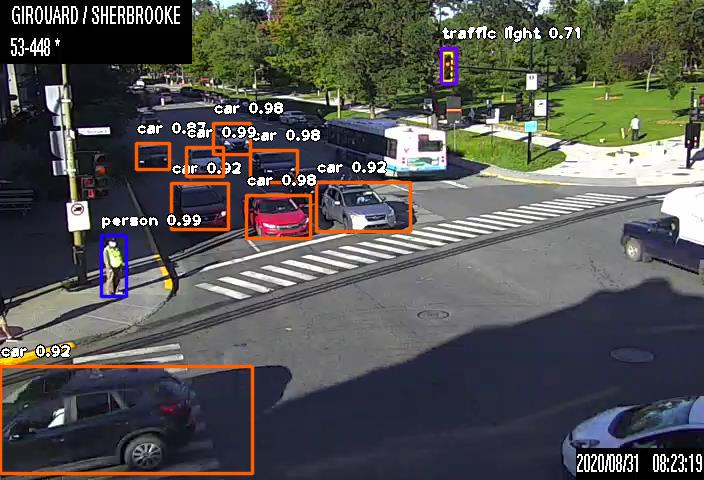 GIROUARD / SHERBROOKE
53-448 *
traffic light 0.71
car 0.98
car 0.87
car 0.99
car 0.98
car 0.92
car 0.98
car 0.92
person 0.99
car 0.92
2020/08/31 08:23:19